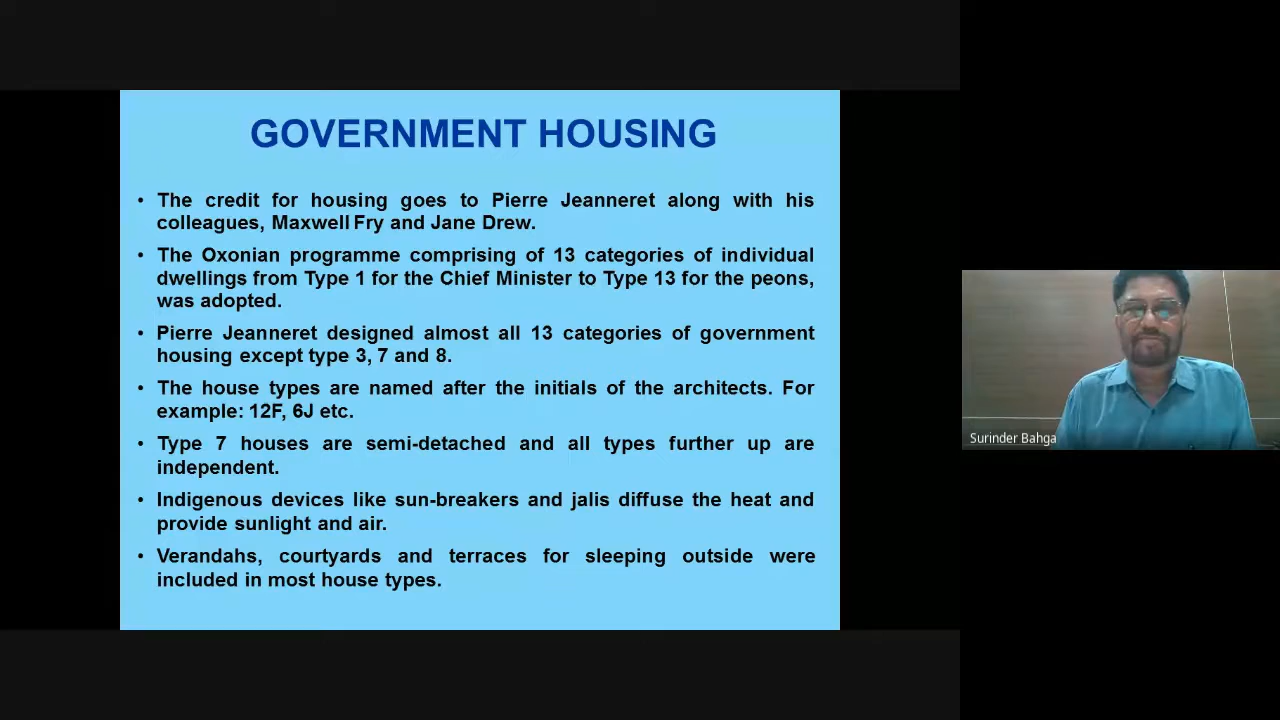 GOVERNMENT HOUSING
• The credit for housing goes to Pierre Jeanneret along with his
colleagues, Maxwell Fry and Jane Drew.
• The Oxonian programme comprising of 13 categories of individual
dwellings from Type 1 for the Chief Minister to Type 13 for the peons,
was adopted.
• Pierre Jeanneret designed almost all 13 categories of government
housing except type 3, 7 and 8.
• The house types are named after the initials of the architects. For
example: 12F, 6J etc.
• Type 7 houses are semi-detached and all types further up are
independent.
• Indigenous devices like sun-breakers and jalis diffuse the heat and
provide sunlight and air.
• Verandahs, courtyards and terraces for sleeping outside were
included in most house types.
Surinder Bahga